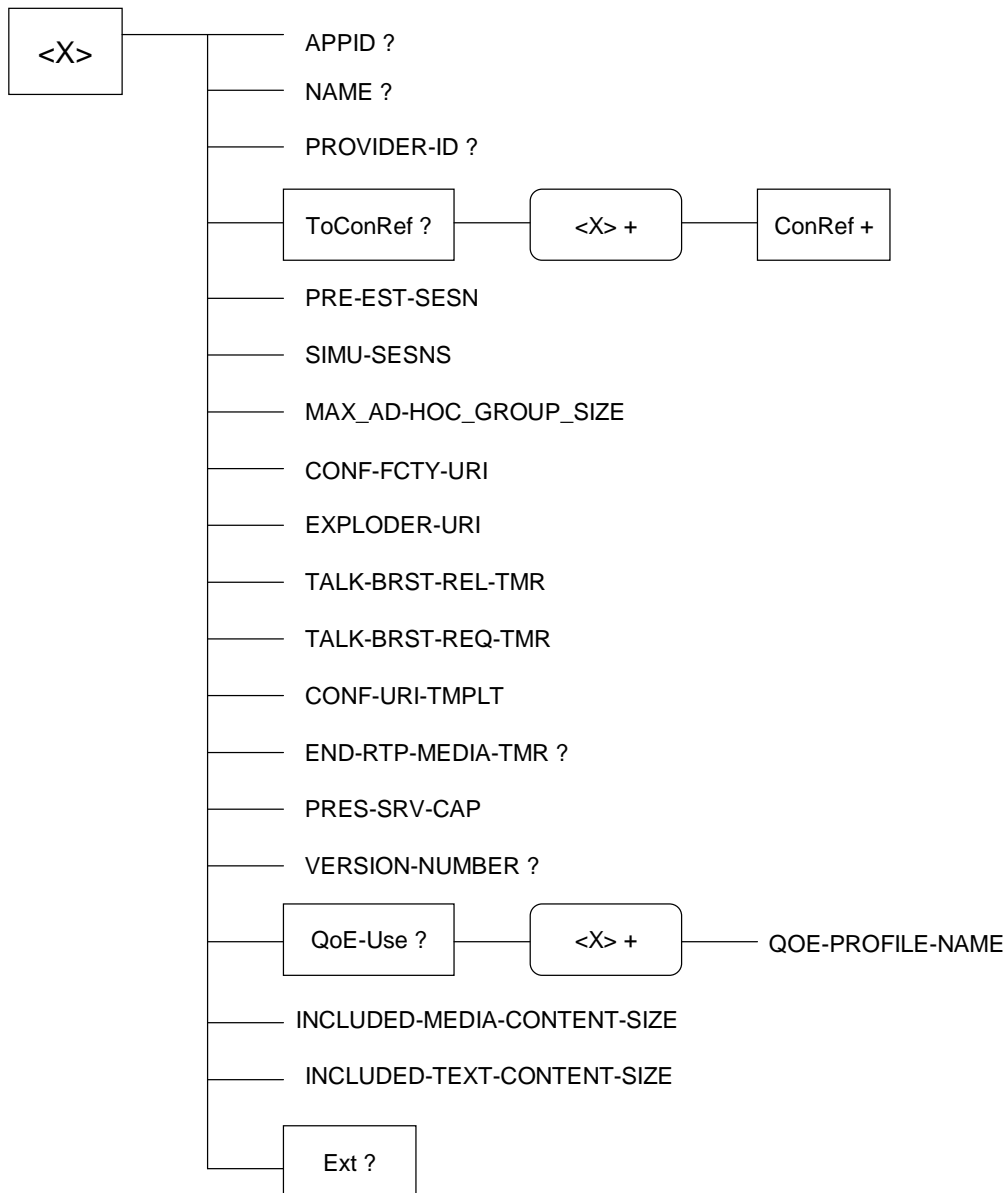 <X>
APPID ?
NAME ?
PROVIDER-ID ?
ToConRef ? <X> + ConRef +
PRE-EST-SESN
SIMU-SESNS
MAX_AD-HOC_GROUP_SIZE
CONF-FCTY-URI
EXPLODER-URI
TALK-BRST-REL-TMR
TALK-BRST-REQ-TMR
CONF-URI-TMPLT
END-RTP-MEDIA-TMR ?
PRES-SRV-CAP
VERSION-NUMBER ?
QoE-Use ? <X> + QOE-PROFILE-NAME
INCLUDED-MEDIA-CONTENT-SIZE
INCLUDED-TEXT-CONTENT-SIZE
Ext ?